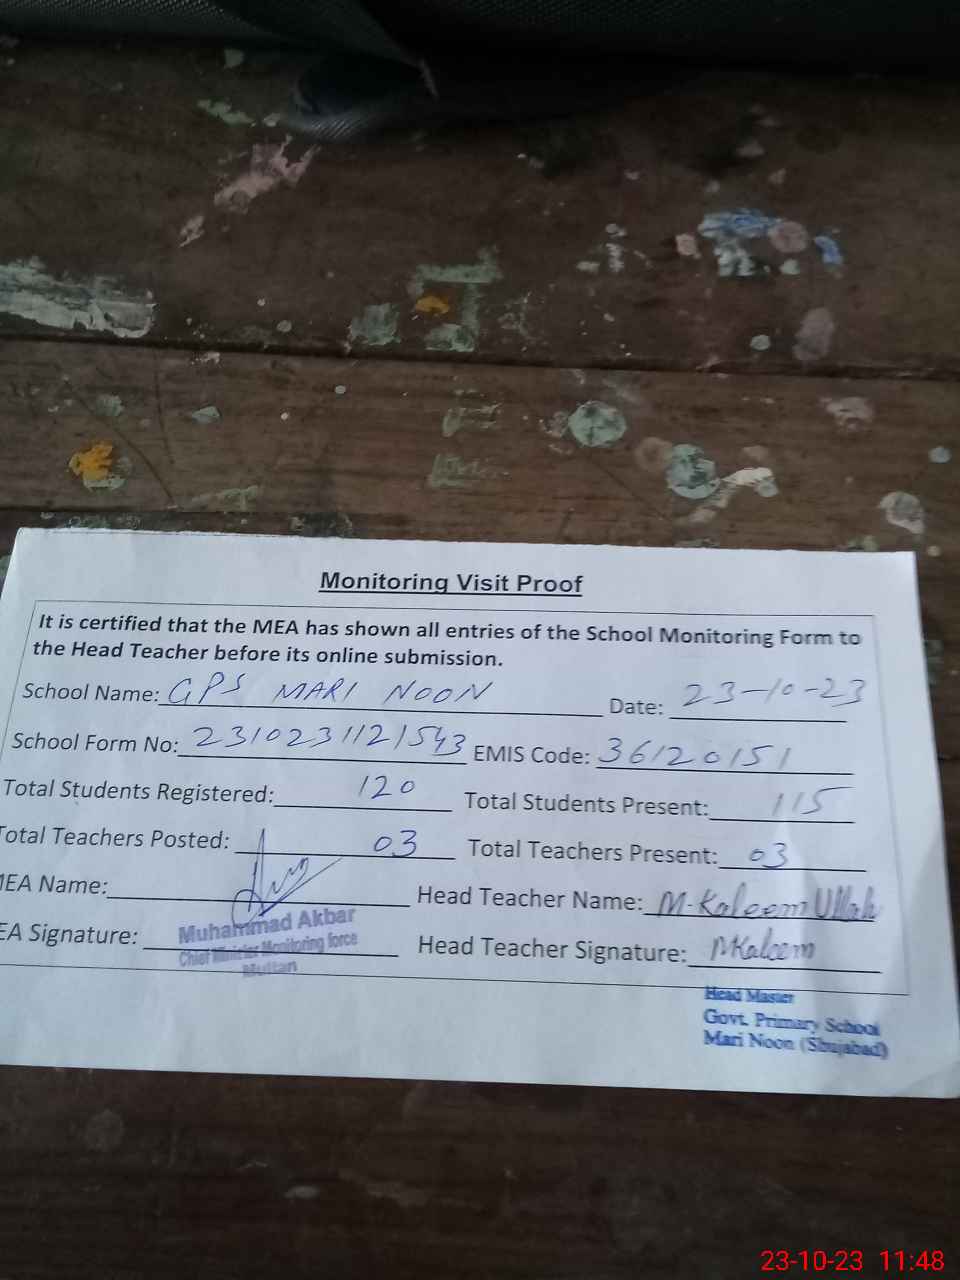 Monitoring Visit Proof
It is certified that the MEA has shown all entries of the School Monitoring Form to
the Head Teacher before its online submission.
School Name: GPS MARI NOON Date: 23-10-23
School Form No: 2310231121543 EMIS Code: 36120151
Total Students Registered: 120 Total Students Present: 115
Total Teachers Posted: 03 Total Teachers Present: 03
MEA Name: Head Teacher Name: M. Kaleem Ullah
EA Signature: Head Teacher Signature: MKaleem
Muhammad Akbar
Chief Minister Monitoring force
Multan
Head Master
Govt. Primary School
Mari Noon (Shujabad)
23-10-23 11:48